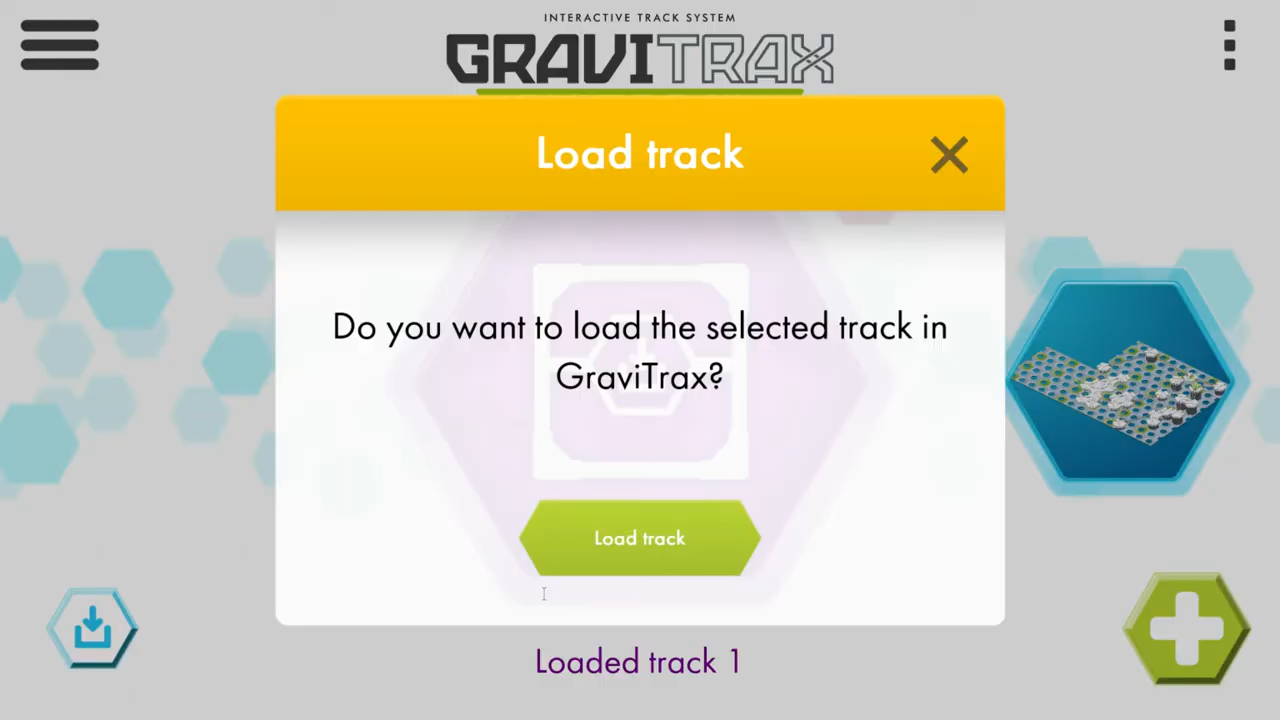 INTERACTIVE TRACK SYSTEM
GRAVITRAX
Load track
Do you want to load the selected track in
GraviTrax?
Load track
Loaded track 1